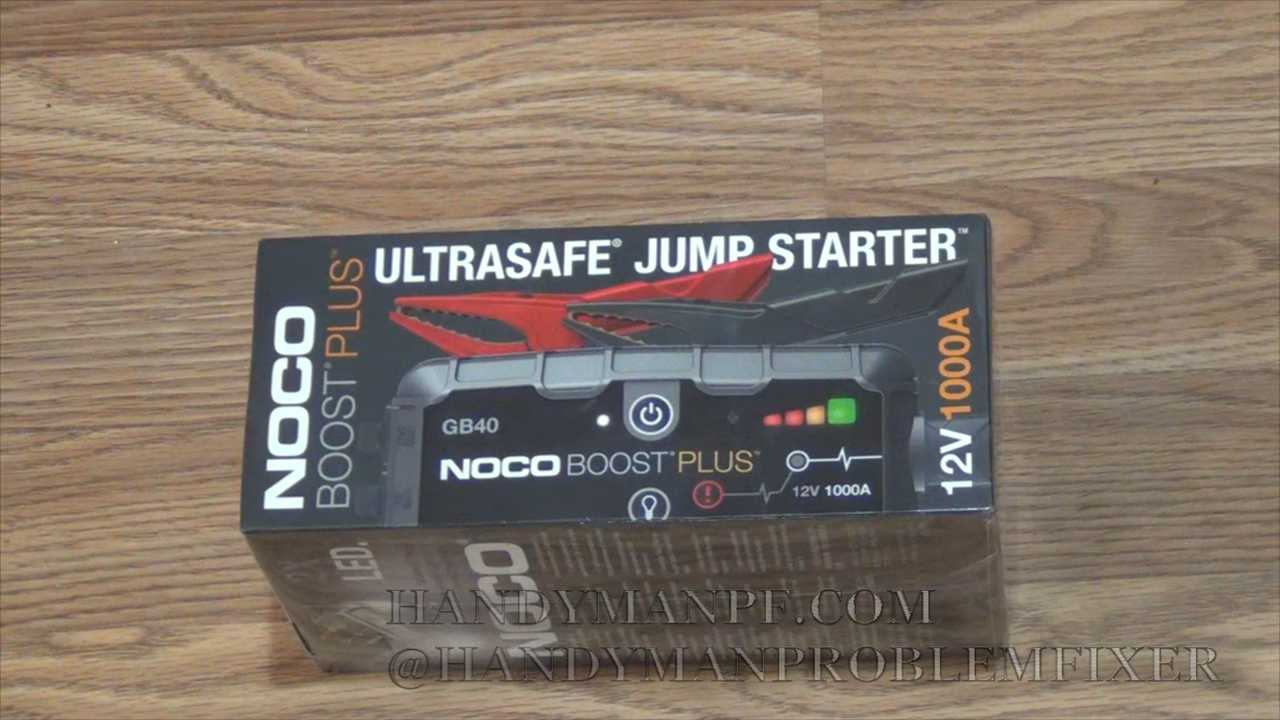 ULTRASAFE® JUMP STARTER™
NOCO
BOOST® PLUS™
12V 1000A
GB40
NOCO BOOST® PLUS™
12V 1000A
LED.
NOCO
HANDYMANPF.COM
@HANDYMANPROBLEMFIXER